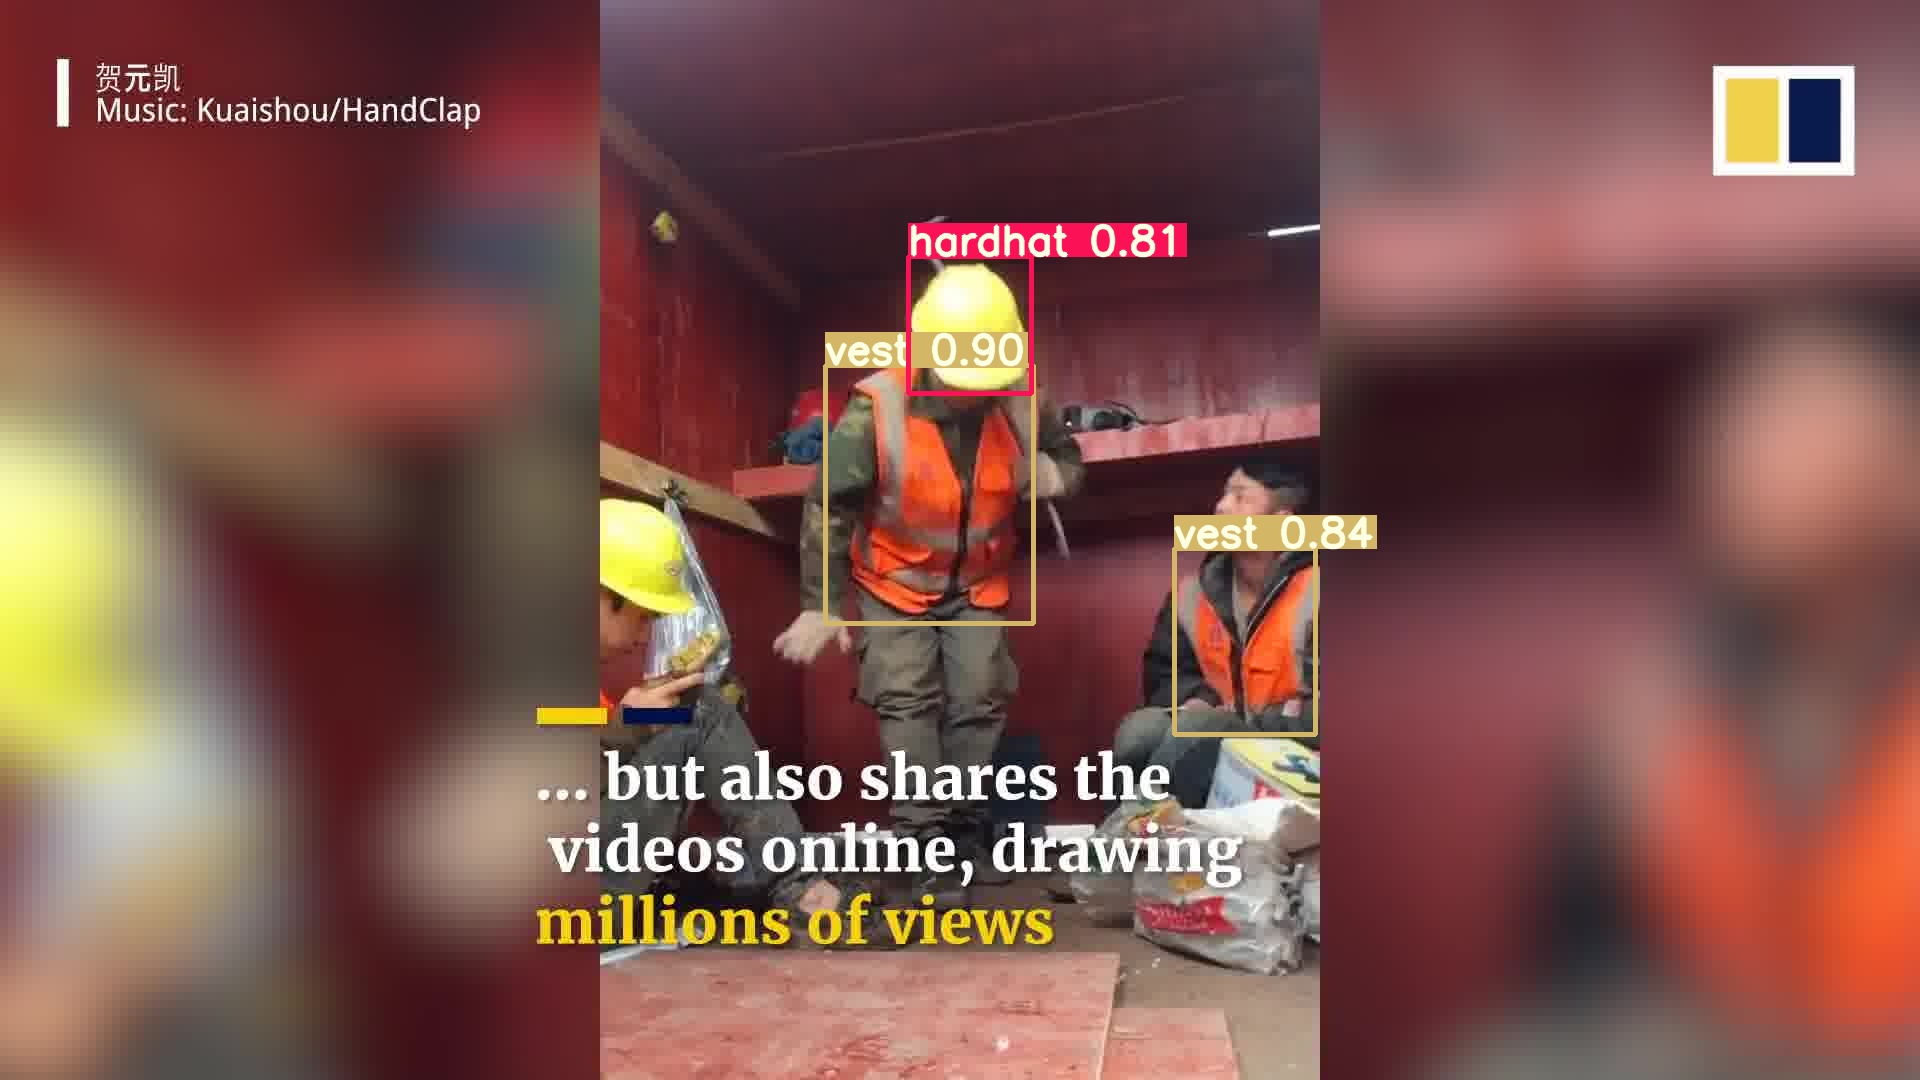 贺元凯
Music: Kuaishou/HandClap
hardhat 0.81
vest 0.90
vest 0.84
... but also shares the
videos online, drawing
millions of views